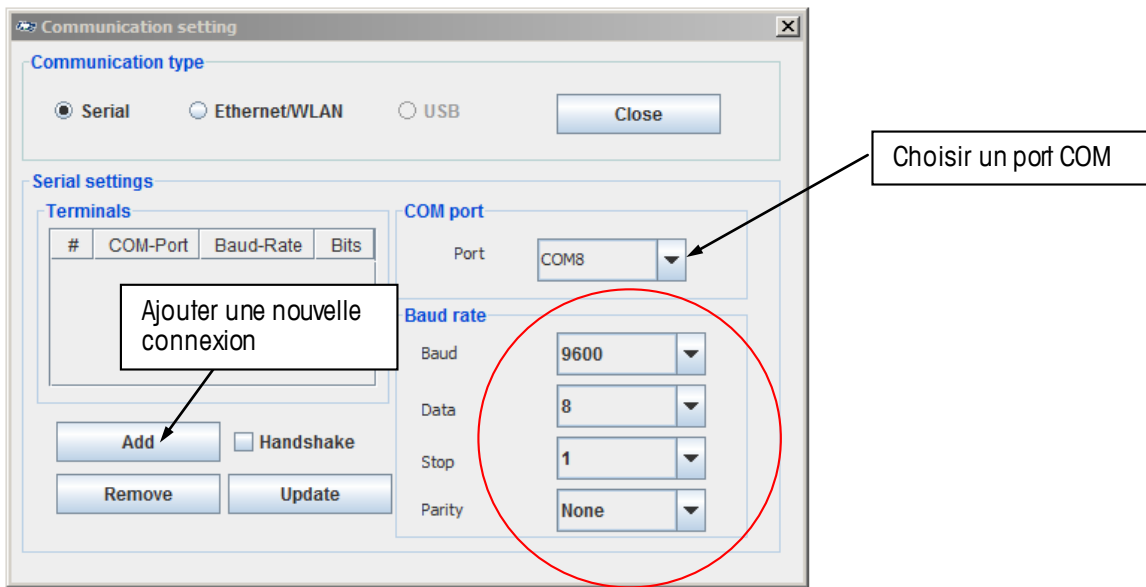 Communication setting
Communication type
Serial
Ethernet/WLAN
USB
Close
Choisir un port COM
Serial settings
Terminals
# COM-Port Baud-Rate Bits
COM port
Port COM8
Ajouter une nouvelle
connexion
Baud rate
Baud 9600
Data 8
Stop 1
Parity None
Add
Handshake
Remove
Update